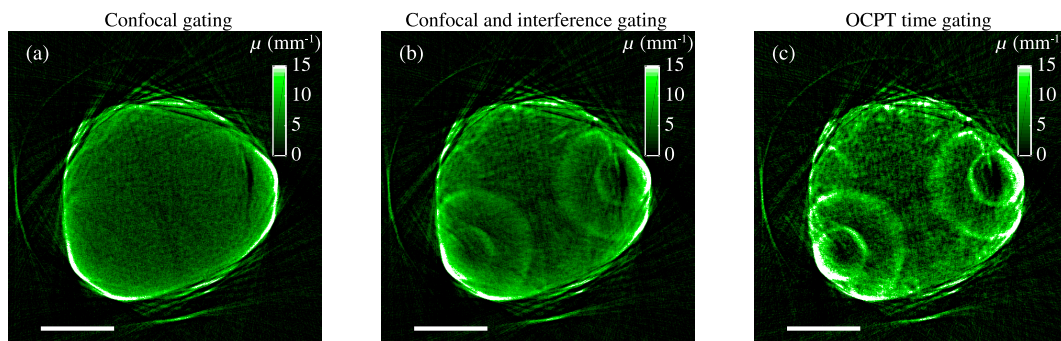 Confocal gating
(a)
μ (mm⁻¹)
15
10
5
0
Confocal and interference gating
(b)
μ (mm⁻¹)
15
10
5
0
OCPT time gating
(c)
μ (mm⁻¹)
15
10
5
0